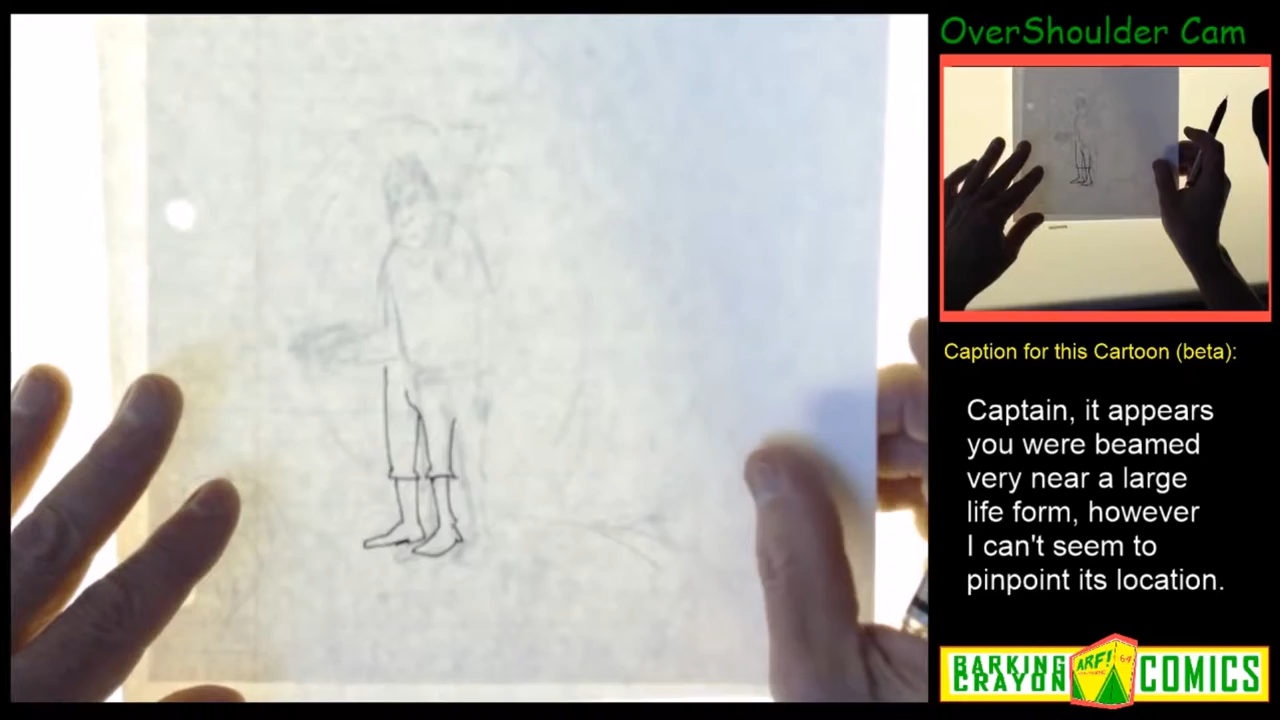 OverShoulder Cam
Caption for this Cartoon (beta):
Captain, it appears
you were beamed
very near a large
life form, however
I can't seem to
pinpoint its location.
BARKING
CRAYON
ARF!
64
COMICS